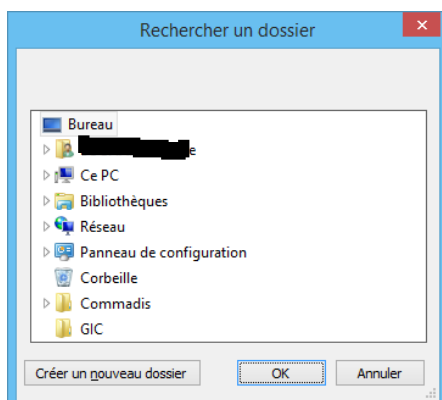 Rechercher un dossier
Bureau
Ce PC
Bibliothèques
Réseau
Panneau de configuration
Corbeille
Commadis
GIC
Créer un nouveau dossier OK Annuler